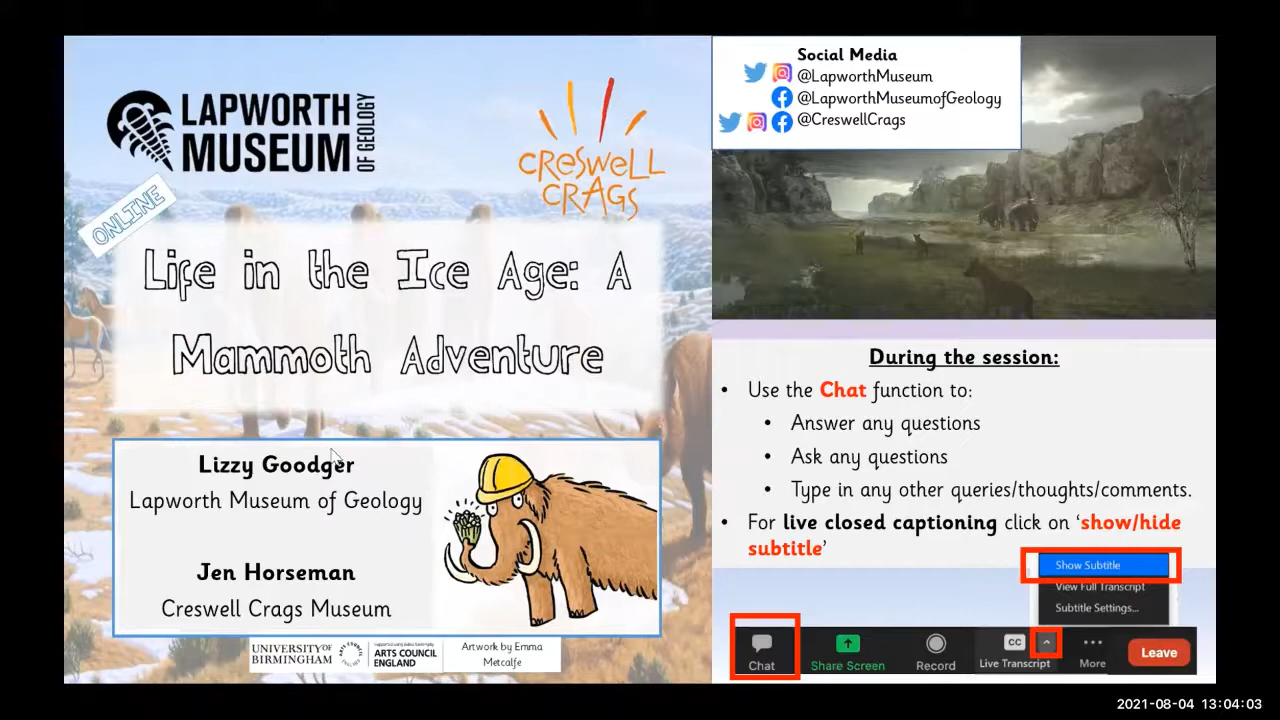 LAPWORTH
MUSEUM
OF GEOLOGY
CRESWELL
CRAGS
ONLINE
Life in the Ice Age: A
Mammoth Adventure
Lizzy Goodger
Lapworth Museum of Geology
Jen Horseman
Creswell Crags Museum
UNIVERSITY OF
BIRMINGHAM
ARTS COUNCIL
ENGLAND
Artwork by Emma
Metcalfe
Social Media
@LapworthMuseum
@LapworthMuseumofGeology
@CreswellCrags
During the session:
• Use the Chat function to:
• Answer any questions
• Ask any questions
• Type in any other queries/thoughts/comments.
• For live closed captioning click on ‘show/hide
subtitle’
Show Subtitle
View Full Transcript
Subtitle Settings...
Chat
Share Screen
Record
CC
Live Transcript
More
Leave
2021-08-04 13:04:03